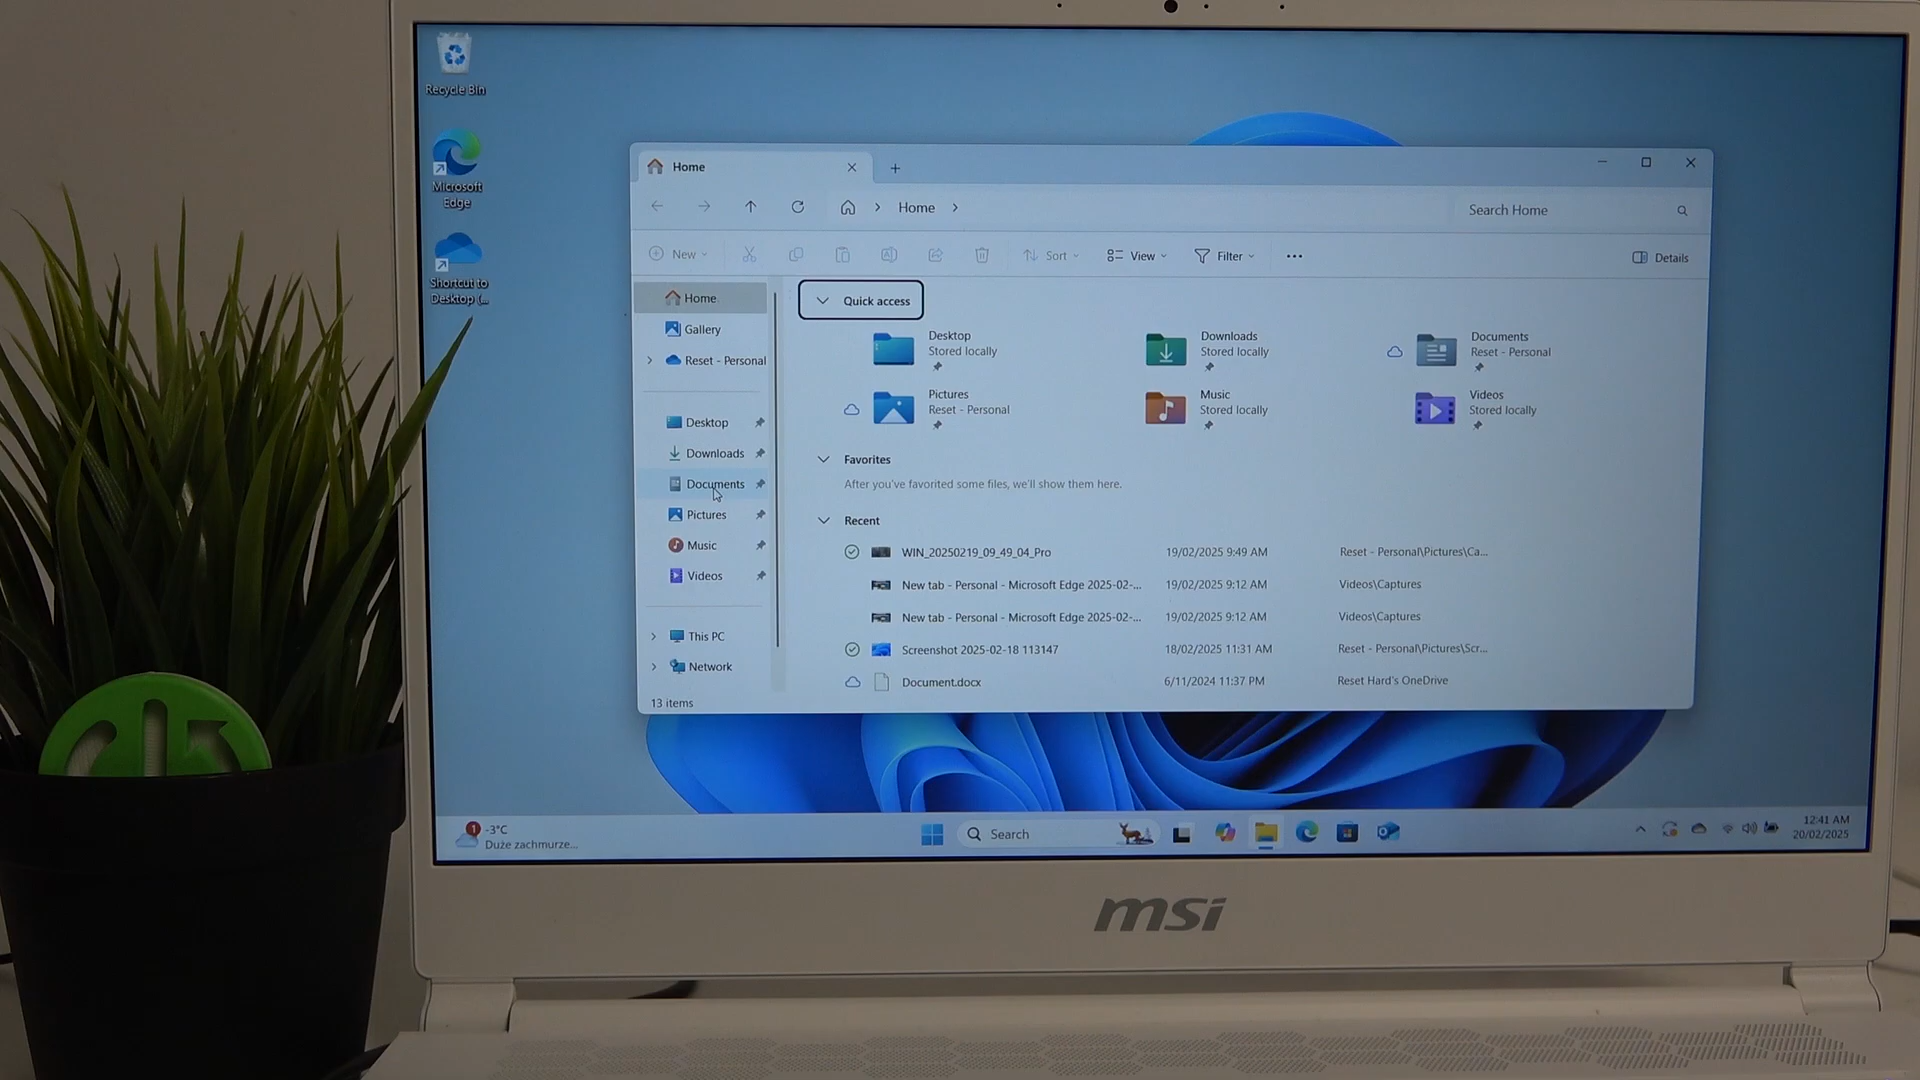 Recycle Bin
Microsoft
Edge
Shortcut to
Desktop (...
Home
Home
Search Home
New
Sort
View
Filter
Details
Home
Gallery
Reset - Personal
Desktop
Downloads
Documents
Pictures
Music
Videos
This PC
Network
13 items
Quick access
Desktop
Stored locally
Downloads
Stored locally
Documents
Reset - Personal
Pictures
Reset - Personal
Music
Stored locally
Videos
Stored locally
Favorites
After you've favorited some files, we'll show them here.
Recent
WIN_20250219_09_49_04_Pro 19/02/2025 9:49 AM Reset - Personal\Pictures\Ca...
New tab - Personal - Microsoft Edge 2025-02-... 19/02/2025 9:12 AM Videos\Captures
New tab - Personal - Microsoft Edge 2025-02-... 19/02/2025 9:12 AM Videos\Captures
Screenshot 2025-02-18 113147 18/02/2025 11:31 AM Reset - Personal\Pictures\Scr...
Document.docx 6/11/2024 11:37 PM Reset Hard's OneDrive
1
-3°C
Duże zachmurze...
Search
12:41 AM
20/02/2025
msi